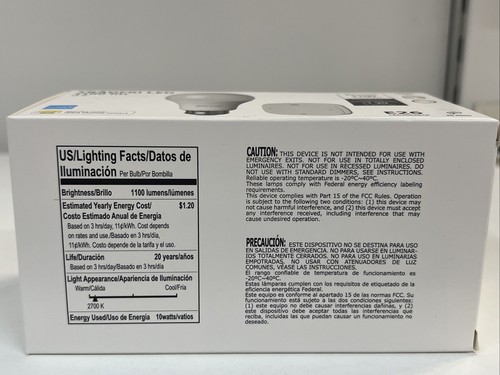 E26
US/Lighting Facts/Datos de
Iluminación Per Bulb/Por Bombilla
Brightness/Brillo 1100 lumens/lúmenes
Estimated Yearly Energy Cost/ $1.20
Costo Estimado Anual de Energía
Based on 3 hrs/day, 11¢/kWh. Cost depends
on rates and use./Basado en 3 hrs/día,
11¢/kWh. Costo depende de la tarifa y el uso.
Life/Duración 20 years/años
Based on 3 hrs/day/Basado en 3 hrs/día
Light Appearance/Apariencia de Iluminación
Warm/Cálida Cool/Fría
2700 K
Energy Used/Uso de Energía 10watts/vatios
CAUTION: THIS DEVICE IS NOT INTENDED FOR USE WITH
EMERGENCY EXITS. NOT FOR USE IN TOTALLY ENCLOSED
LUMINAIRES. NOT FOR USE IN RECESSED LUMINAIRES. DO
NOT USE WITH STANDARD DIMMERS, SEE INSTRUCTIONS.
Reliable operating temperature is -20ºC~40ºC.
These lamps comply with Federal energy efficiency labeling
requirements.
This device complies with Part 15 of the FCC Rules. Operation
is subject to the following two conditions: (1) this device may
not cause harmful interference, and (2) this device must accept
any interference received, including interference that may
cause undesired operation.
PRECAUCIÓN: ESTE DISPOSITIVO NO SE DESTINA PARA USO
EN SALIDAS DE EMERGENCIA. NO PARA USARSE EN LUMINAR-
IOS TOTALMENTE CERRADOS. NO PARA USO EN LUMINARIAS
EMPOTRADAS. NO USAR CON ATENUADORES DE LUZ
COMUNES, VÉASE LAS INSTRUCCIONES.
El rango confiable de temperatura de funcionamiento es
-20ºC~40ºC.
Estas lámparas cumplen con los requisitos de etiquetado de la
eficiencia energética Federal.
Este equipo es conforme al apartado 15 de las normas FCC. Su
funcionamiento está sujeto a las dos condiciones siguientes:
(1) este equipo no debe causar interferencias dañinas, y (2)
este dispositivo debe aceptar todas las interferencias que
reciba, incluidas las que puedan causar un funcionamiento no
deseado.